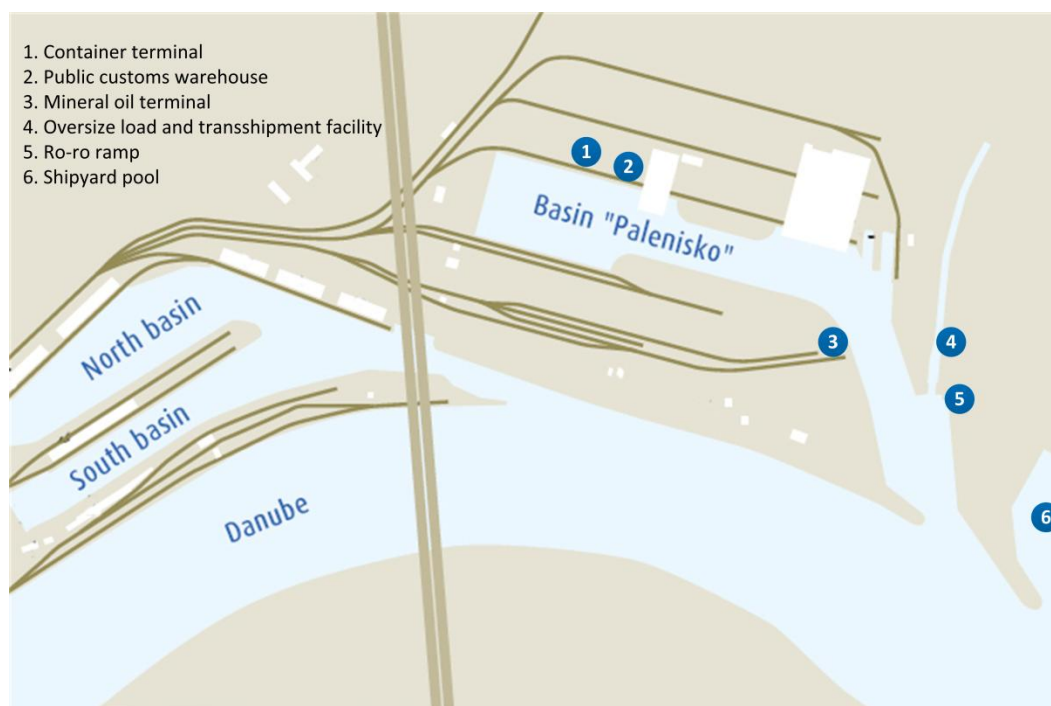 1. Container terminal
2. Public customs warehouse
3. Mineral oil terminal
4. Oversize load and transshipment facility
5. Ro-ro ramp
6. Shipyard pool
1
2
Basin "Palenisko"
North basin
3
4
5
South basin
Danube
6